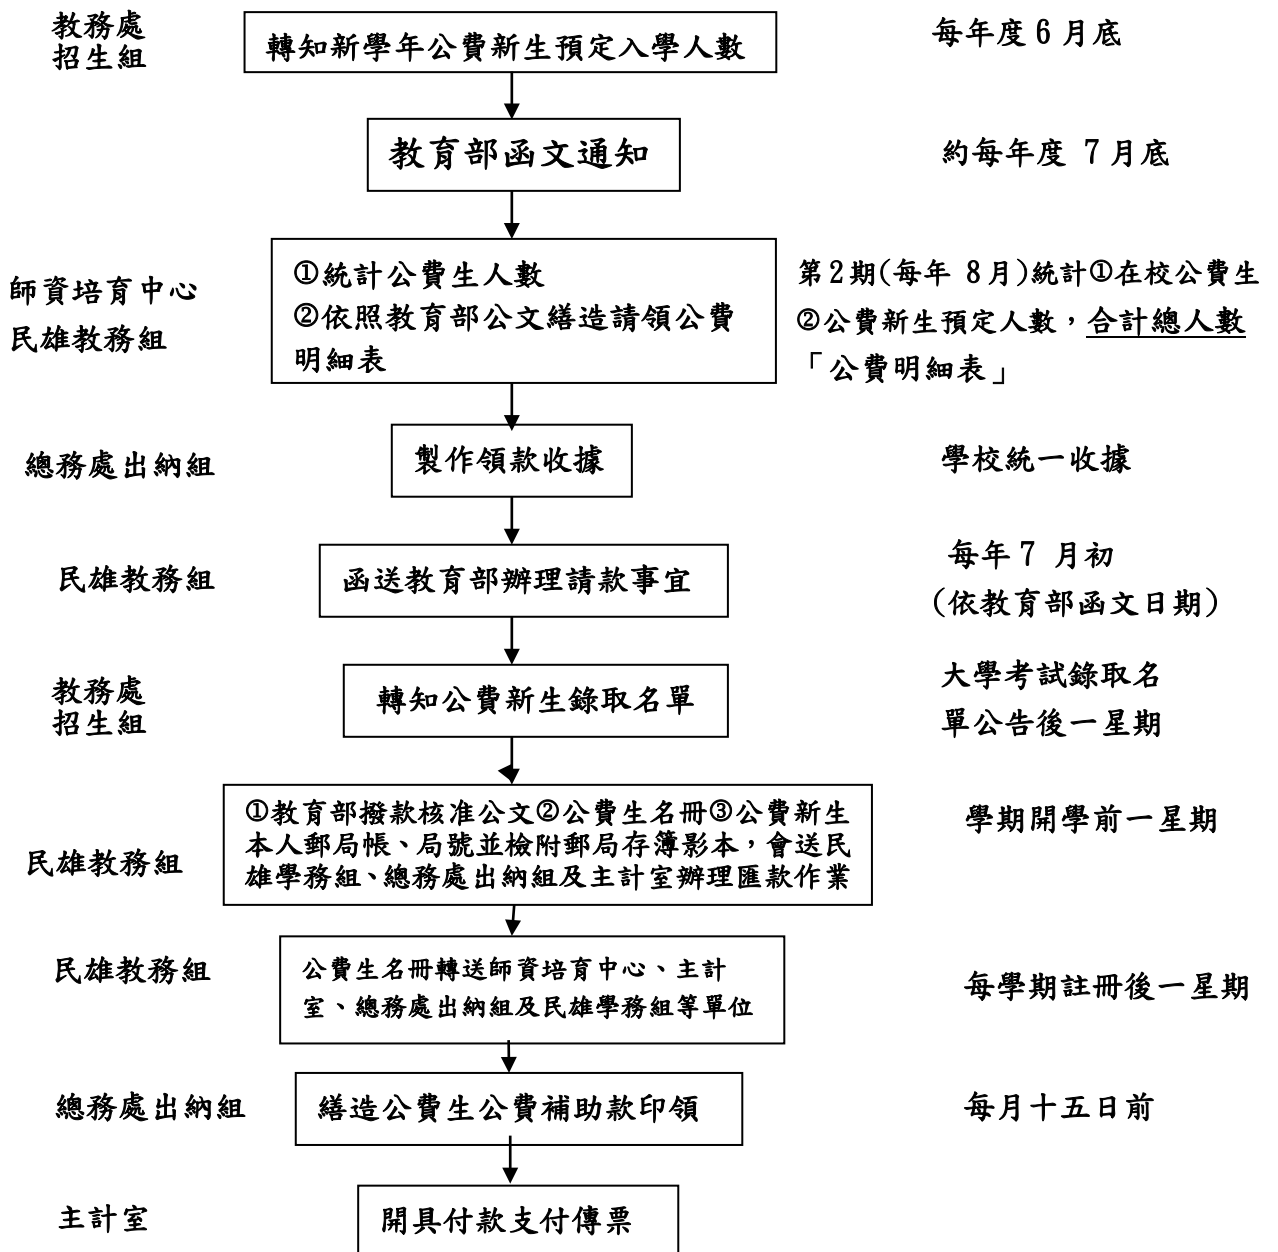 教務處
招生組
轉知新學年公費新生預定入學人數
每年度6月底
教育部函文通知
約每年度 7月底
師資培育中心
民雄教務組
①統計公費生人數
②依照教育部公文繕造請領公費
明細表
第2期(每年 8月)統計①在校公費生
②公費新生預定人數，合計總人數
「公費明細表」
總務處出納組
製作領款收據
學校統一收據
民雄教務組
函送教育部辦理請款事宜
每年7 月初
(依教育部函文日期)
教務處
招生組
轉知公費新生錄取名單
大學考試錄取名
單公告後一星期
民雄教務組
①教育部撥款核准公文②公費生名冊③公費新生
本人郵局帳、局號並檢附郵局存簿影本，會送民
雄學務組、總務處出納組及主計室辦理匯款作業
學期開學前一星期
民雄教務組
公費生名冊轉送師資培育中心、主計
室、總務處出納組及民雄學務組等單位
每學期註冊後一星期
總務處出納組
繕造公費生公費補助款印領
每月十五日前
主計室
開具付款支付傳票